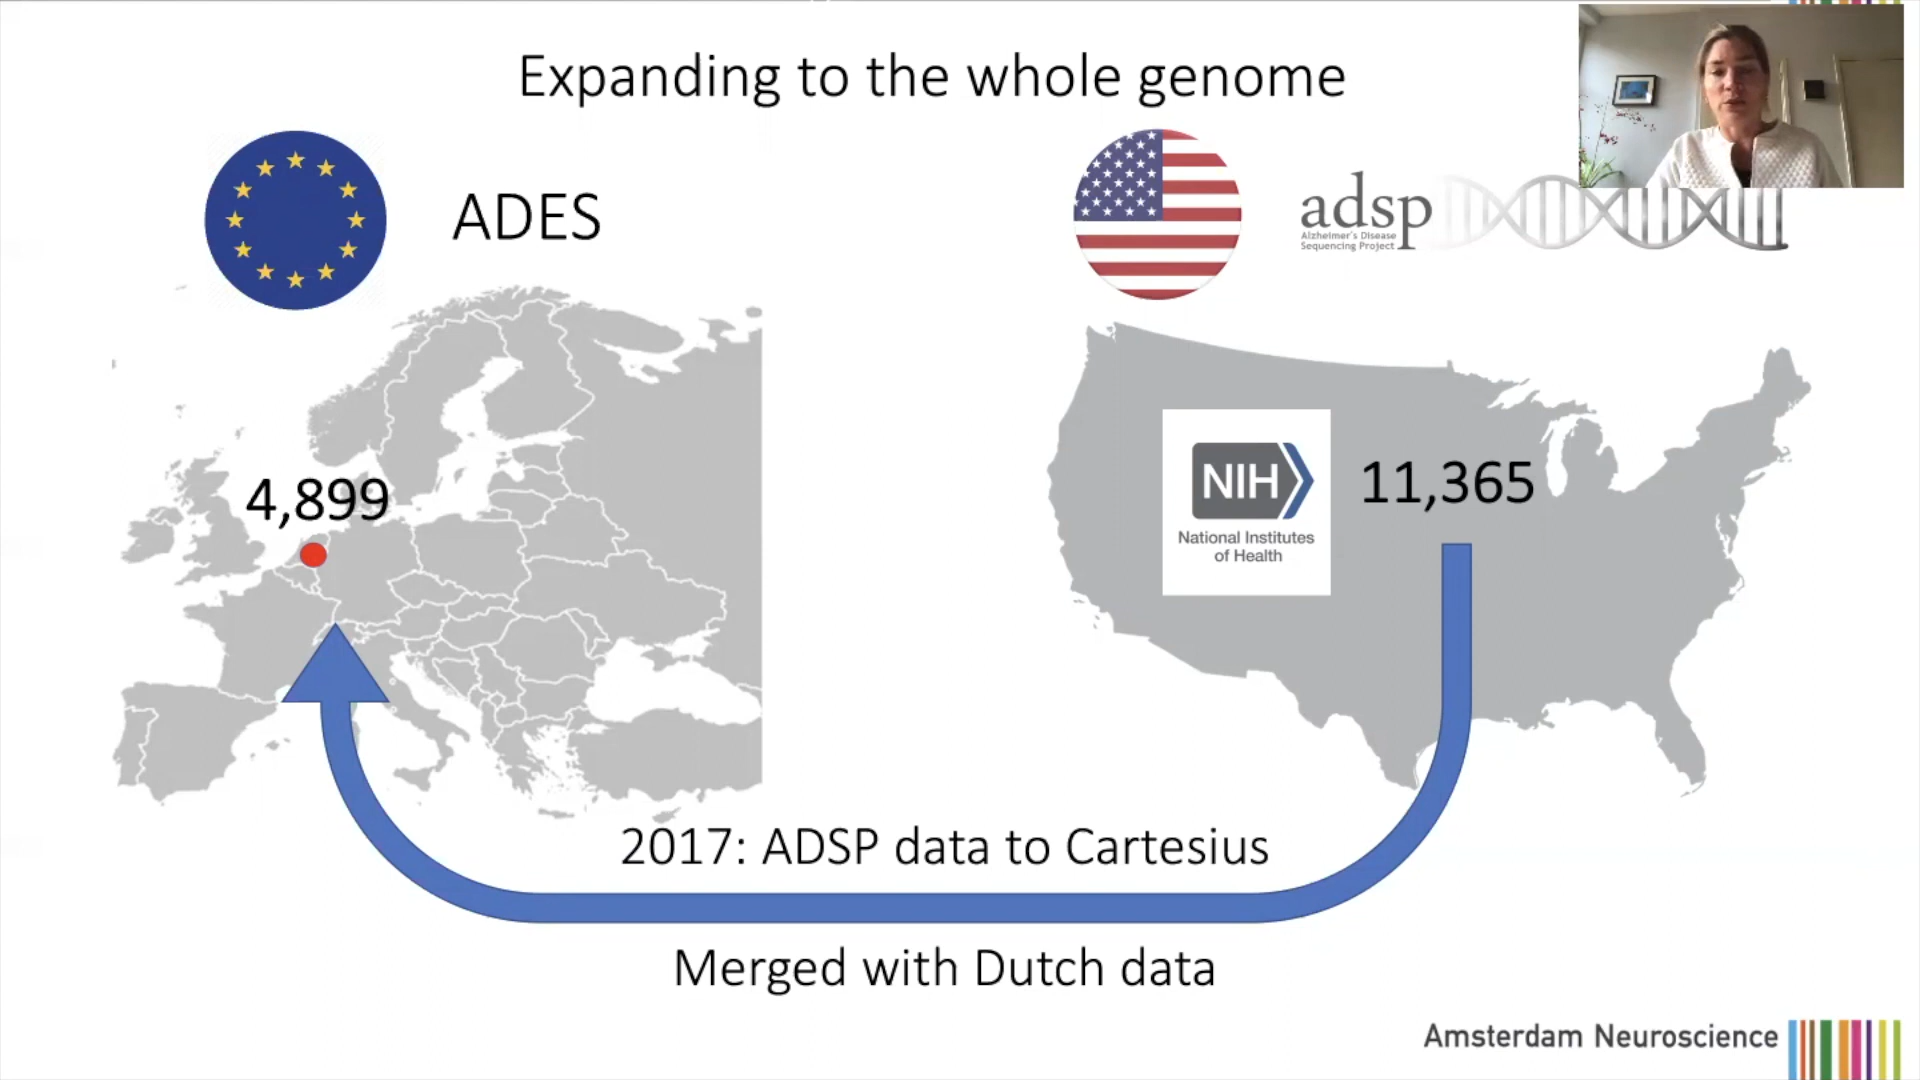 Expanding to the whole genome
ADES
adsp
Alzheimer's Disease
Sequencing Project
4,899
NIH
National Institutes
of Health
11,365
2017: ADSP data to Cartesius
Merged with Dutch data
Amsterdam Neuroscience